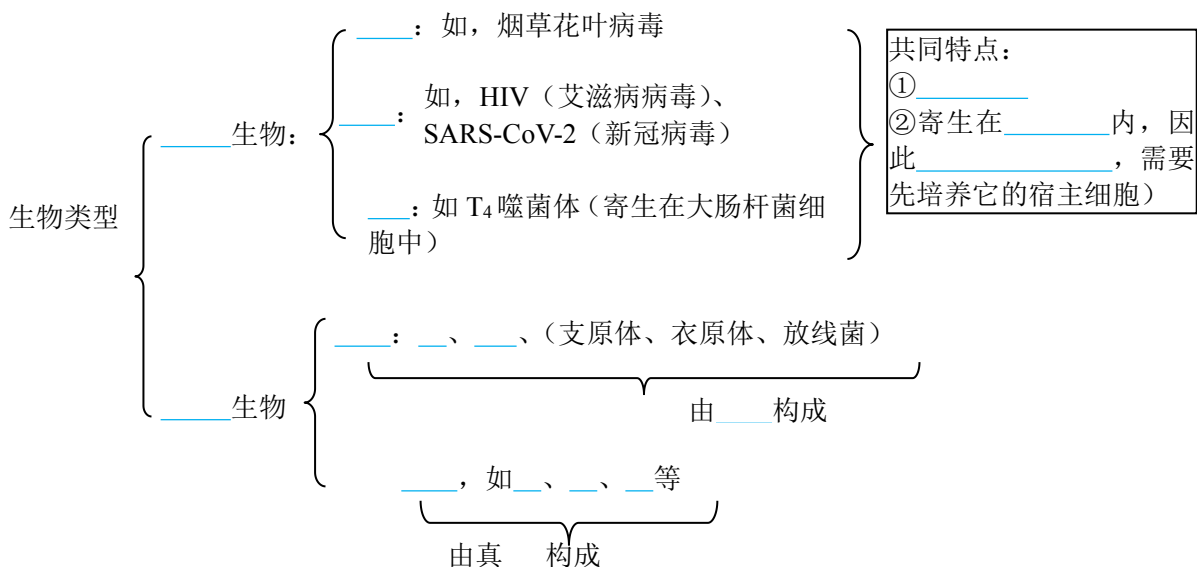 ____：如，烟草花叶病毒
共同特点：
①________
②寄生在________内，因
此______________，需要
先培养它的宿主细胞）
_____生物：
____：如，HIV（艾滋病病毒）、
SARS-CoV-2（新冠病毒）
___：如 T₄ 噬菌体（寄生在大肠杆菌细
胞中）
生物类型
____：__、___、（支原体、衣原体、放线菌）
_____生物
由____构成
____，如__、__、__等
由真 构成